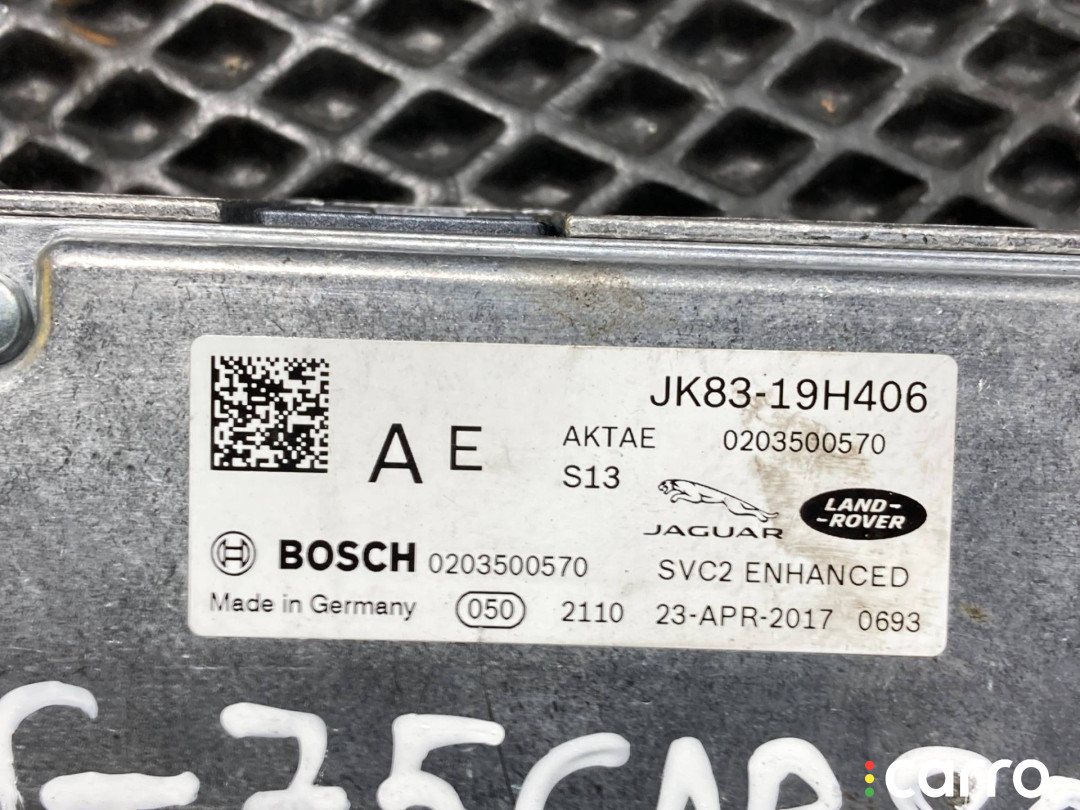 JK83-19H406
A E
AKTAE 0203500570
S13
JAGUAR
LAND-
-ROVER
BOSCH 0203500570
SVC2 ENHANCED
Made in Germany 050 2110 23-APR-2017 0693
carro